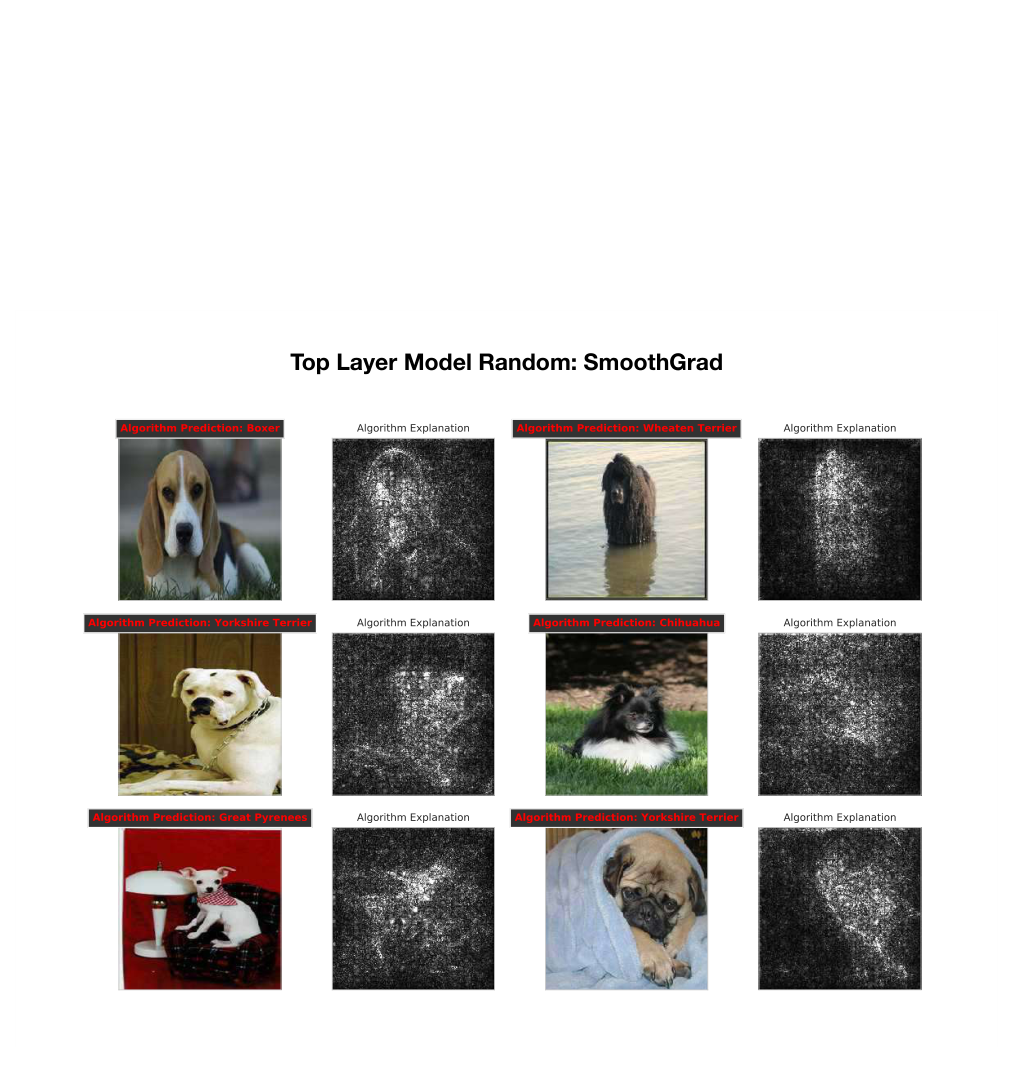 Top Layer Model Random: SmoothGrad
Algorithm Prediction: Boxer
Algorithm Explanation
Algorithm Prediction: Wheaten Terrier
Algorithm Explanation
Algorithm Prediction: Yorkshire Terrier
Algorithm Explanation
Algorithm Prediction: Chihuahua
Algorithm Explanation
Algorithm Prediction: Great Pyrenees
Algorithm Explanation
Algorithm Prediction: Yorkshire Terrier
Algorithm Explanation